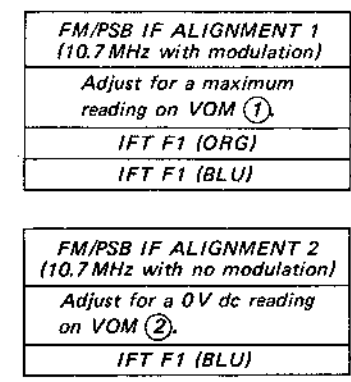 FM/PSB IF ALIGNMENT 1
(10.7 MHz with modulation)
Adjust for a maximum
reading on VOM ①.
IFT F1 (ORG)
IFT F1 (BLU)
FM/PSB IF ALIGNMENT 2
(10.7 MHz with no modulation)
Adjust for a 0 V dc reading
on VOM ②.
IFT F1 (BLU)